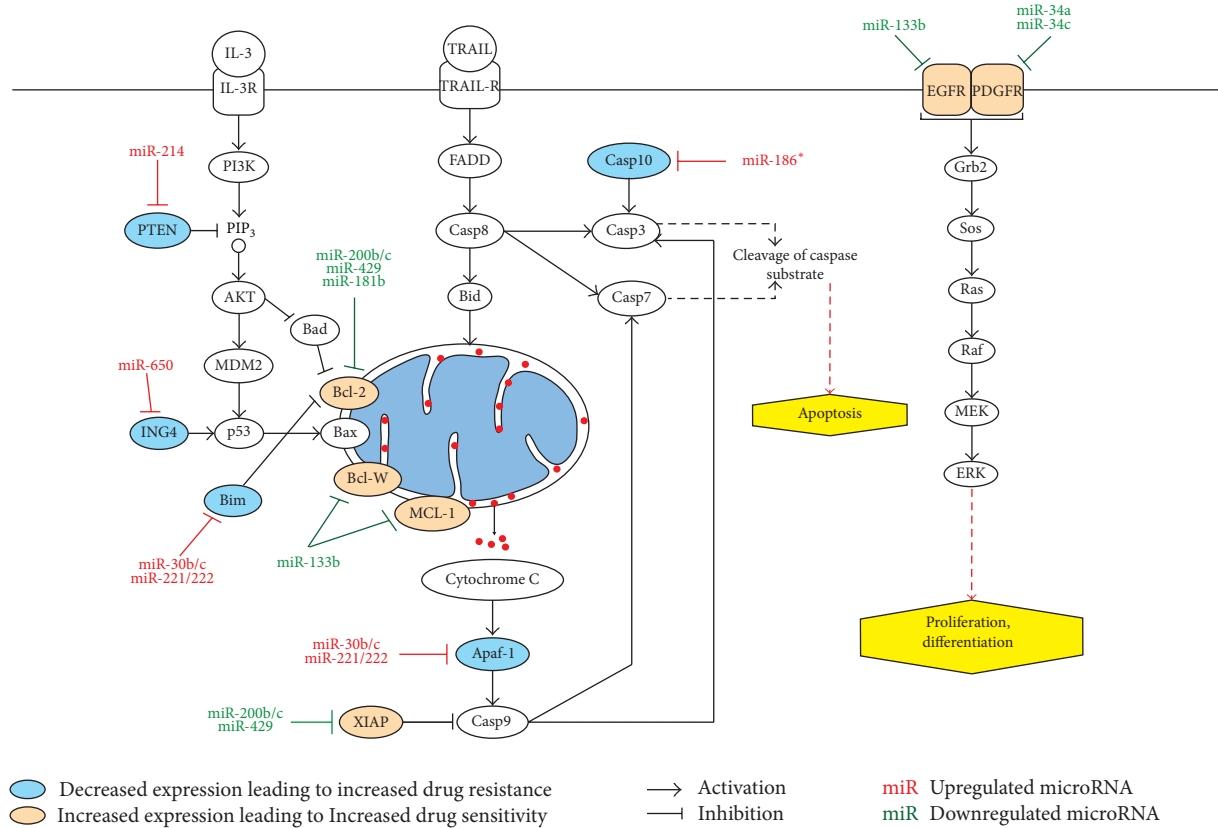 miR-34a
miR-34c
miR-133b
IL-3
TRAIL
IL-3R
TRAIL-R
EGFR
PDGFR
miR-214
PI3K
FADD
Casp10
miR-186*
Grb2
PTEN
PIP3
Casp8
Casp3
Sos
miR-200b/c
miR-429
miR-181b
Cleavage of caspase
substrate
AKT
Bid
Casp7
Ras
Bad
miR-650
MDM2
Raf
Bcl-2
Apoptosis
MEK
ING4
p53
Bax
Bcl-W
ERK
Bim
MCL-1
miR-30b/c
miR-221/222
miR-133b
Cytochrome C
Proliferation,
differentiation
miR-30b/c
miR-221/222
Apaf-1
miR-200b/c
miR-429
XIAP
Casp9
Decreased expression leading to increased drug resistance
Increased expression leading to Increased drug sensitivity
Activation
Inhibition
miR Upregulated microRNA
miR Downregulated microRNA